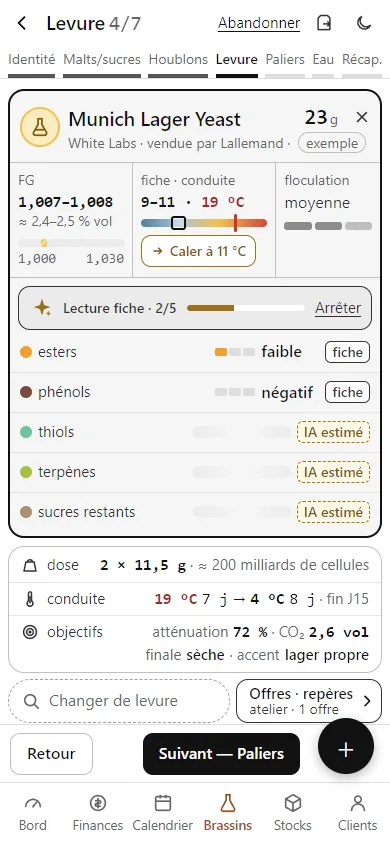 Levure 4/7
Abandonner
Identité Malts/sucres Houblons Levure Paliers Eau Récap.
Munich Lager Yeast
23 g
White Labs · vendue par Lallemand ·
exemple
FG
1,007–1,008
≈ 2,4–2,5 % vol
1,000 1,030
fiche · conduite
9–11 · 19 °C
→ Caler à 11 °C
floculation
moyenne
Lecture fiche · 2/5
Arrêter
esters faible fiche
phénols négatif fiche
thiols IA estimé
terpènes IA estimé
sucres restants IA estimé
dose 2 × 11,5 g · ≈ 200 milliards de cellules
conduite 19 °C 7 j → 4 °C 8 j · fin J15
objectifs atténuation 72 % · CO₂ 2,6 vol
finale sèche · accent lager propre
Changer de levure
Offres · repères
atelier · 1 offre
Retour
Suivant — Paliers
+
Bord Finances Calendrier Brassins Stocks Clients